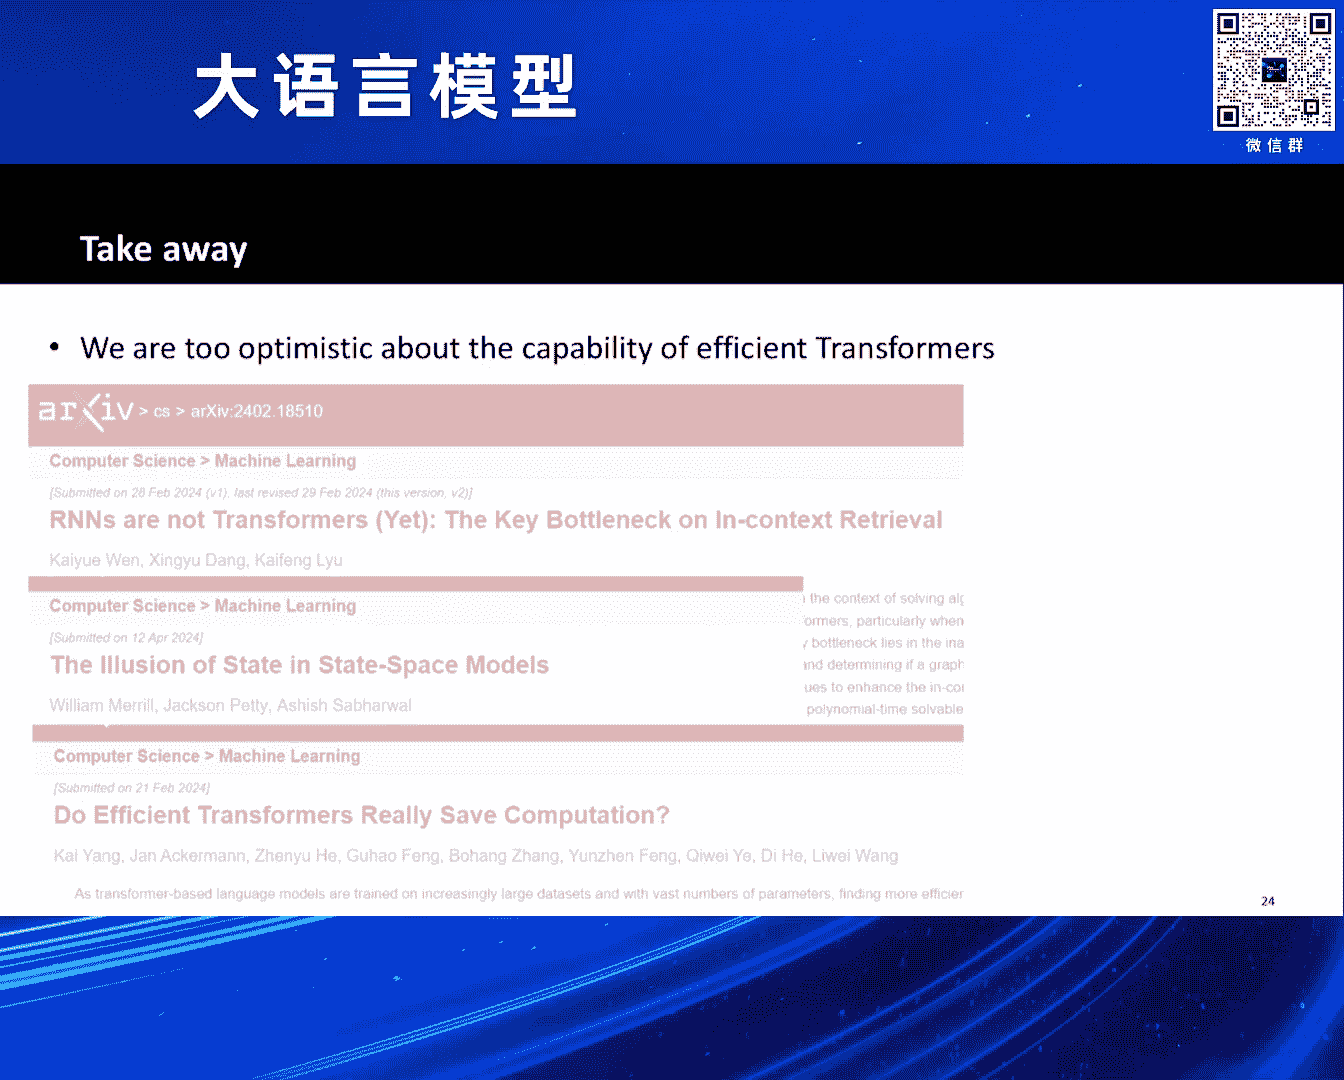 大语言模型
微信群
Take away
• We are too optimistic about the capability of efficient Transformers
arXiv > cs > arXiv:2402.18510
Computer Science > Machine Learning
[Submitted on 28 Feb 2024 (v1), last revised 29 Feb 2024 (this version, v2)]
RNNs are not Transformers (Yet): The Key Bottleneck on In-context Retrieval
Kaiyue Wen, Xingyu Dang, Kaifeng Lyu
the context of solving alg
ormers, particularly when
bottleneck lies in the ina
and determining if a graph
ues to enhance the in-co
polynomial-time solvable
Computer Science > Machine Learning
[Submitted on 12 Apr 2024]
The Illusion of State in State-Space Models
William Merrill, Jackson Petty, Ashish Sabharwal
Computer Science > Machine Learning
[Submitted on 21 Feb 2024]
Do Efficient Transformers Really Save Computation?
Kai Yang, Jan Ackermann, Zhenyu He, Guhao Feng, Bohang Zhang, Yunzhen Feng, Qiwei Ye, Di He, Liwei Wang
As transformer-based language models are trained on increasingly large datasets and with vast numbers of parameters, finding more efficier
24